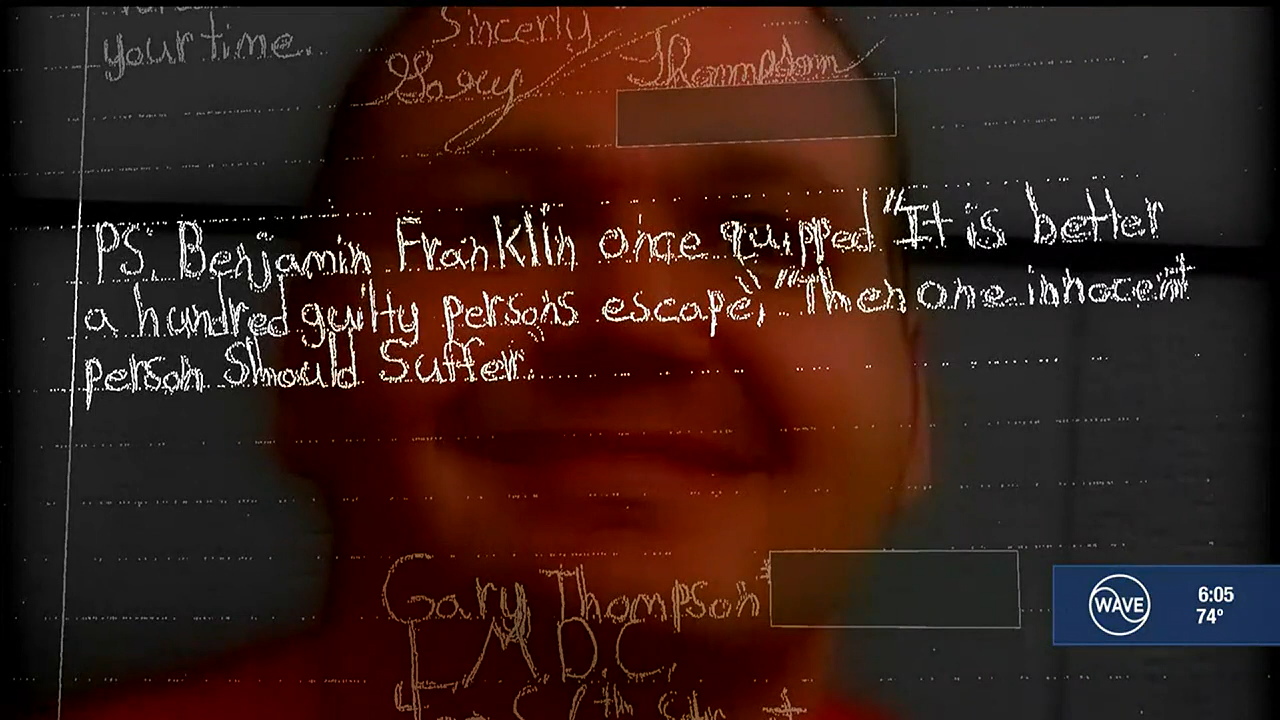 your time.
Sincerly
Gary Thompson
PS. Benjamin Franklin once quipped "It is better
a hundred guilty persons escape", "Then one innocent
person Should Suffer."
Gary Thompson
L.M.D.C.
6th
WAVE
6:05
74°